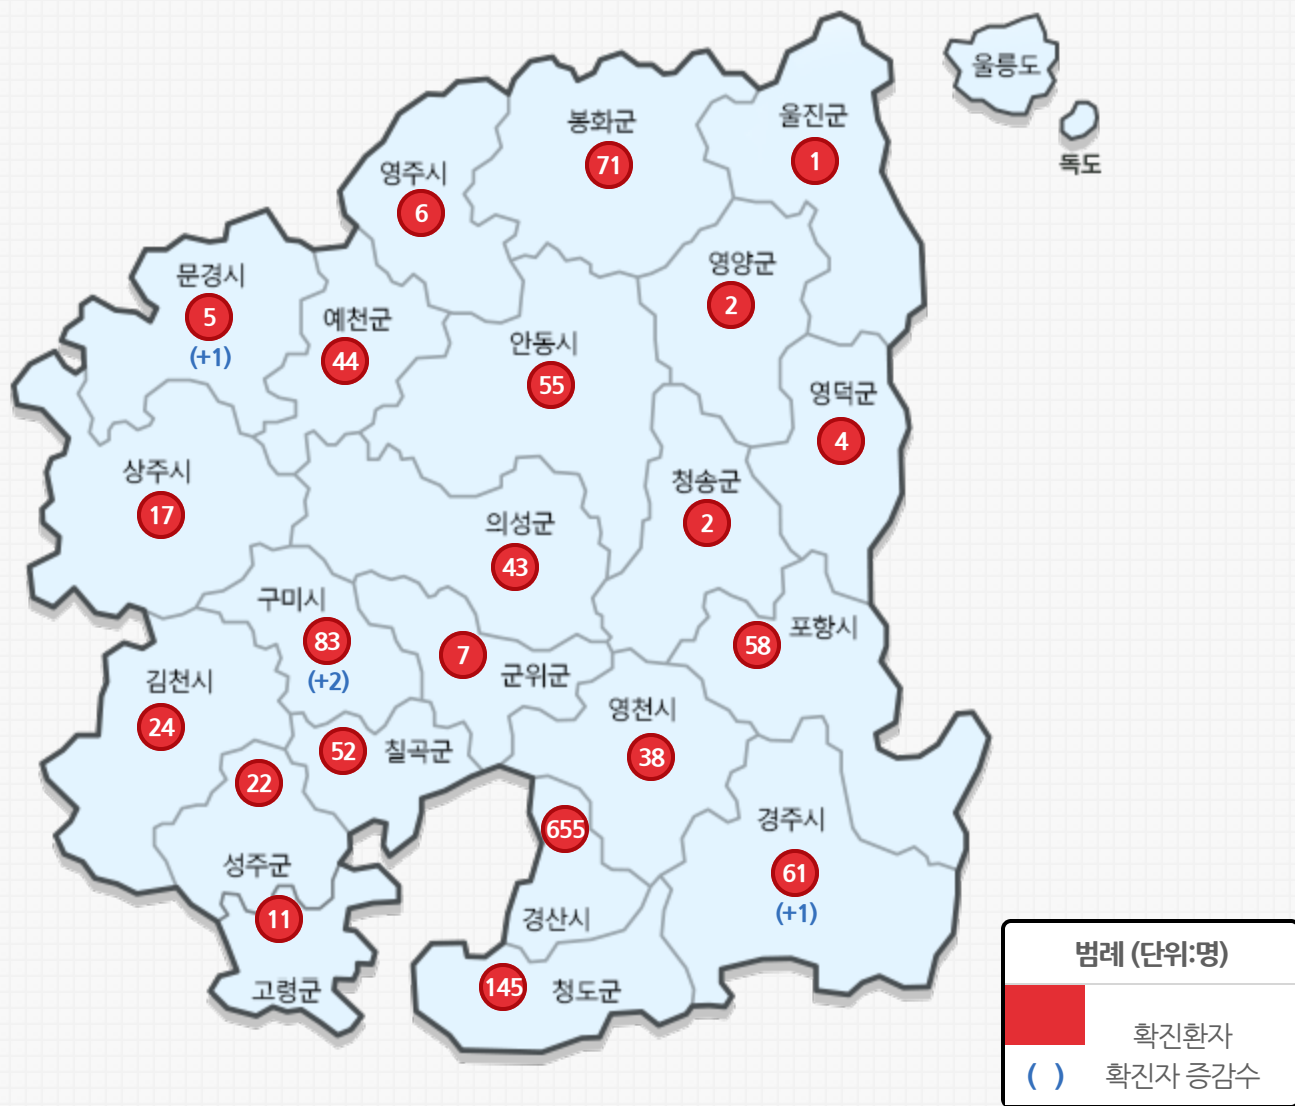 울릉도
독도
봉화군
71
울진군
1
영주시
6
영양군
2
문경시
5
(+1)
예천군
44
안동시
55
영덕군
4
상주시
17
청송군
2
의성군
43
구미시
83
(+2)
군위군
7
포항시
58
김천시
24
영천시
38
칠곡군
52
22
성주군
655
경산시
경주시
61
(+1)
11
고령군
145
청도군
범례 (단위:명)
확진환자
( ) 확진자 증감수